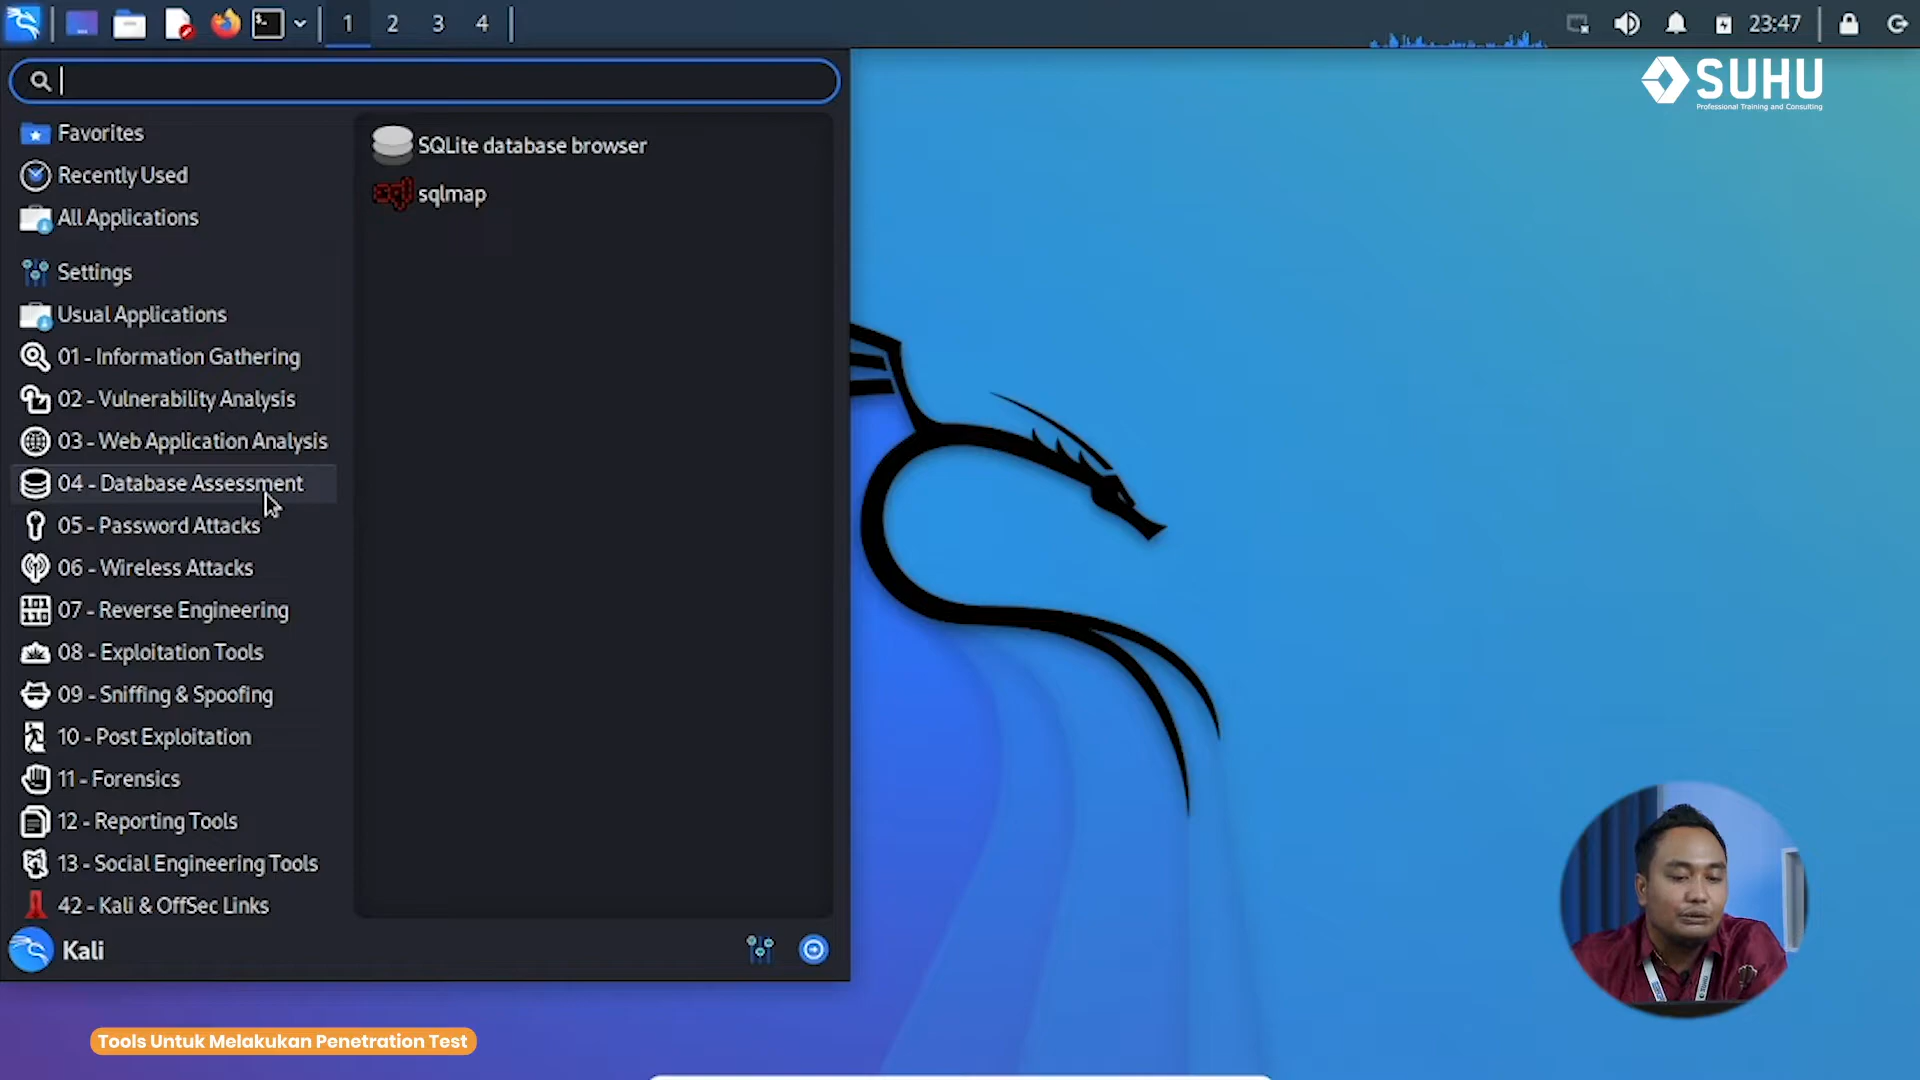 1 2 3 4
23:47
SUHU
Professional Training and Consulting
Favorites
Recently Used
All Applications
Settings
Usual Applications
01 - Information Gathering
02 - Vulnerability Analysis
03 - Web Application Analysis
04 - Database Assessment
05 - Password Attacks
06 - Wireless Attacks
07 - Reverse Engineering
08 - Exploitation Tools
09 - Sniffing & Spoofing
10 - Post Exploitation
11 - Forensics
12 - Reporting Tools
13 - Social Engineering Tools
42 - Kali & OffSec Links
SQLite database browser
sql
sqlmap
Kali
Tools Untuk Melakukan Penetration Test